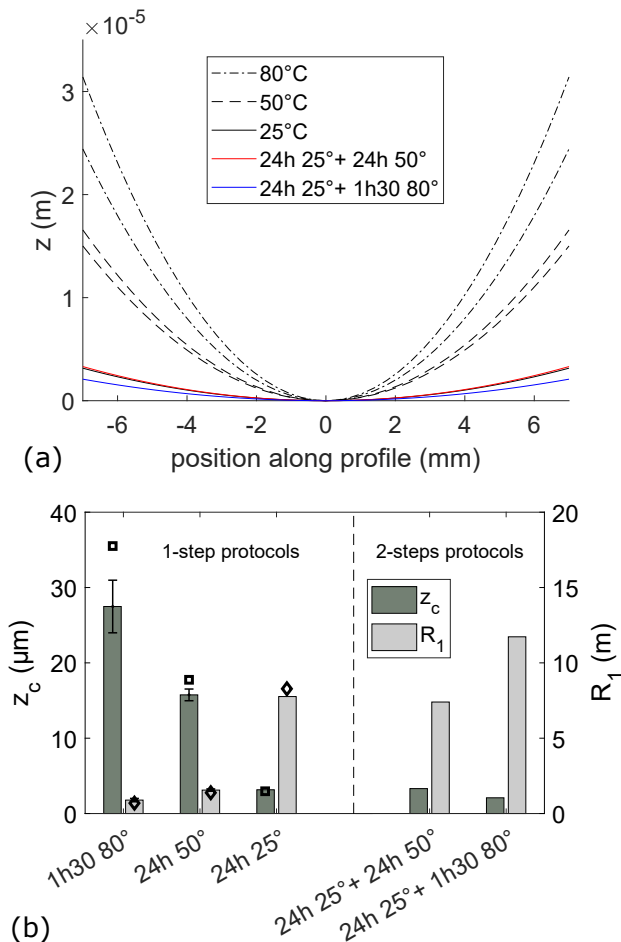 ×10^-5
3
2
1
0
z (m)
80°C
50°C
25°C
24h 25°+ 24h 50°
24h 25°+ 1h30 80°
-6 -4 -2 0 2 4 6
position along profile (mm)
(a)
40
30
20
10
0
z_c (µm)
1-step protocols
2-steps protocols
z_c
R_1
20
15
10
5
0
R_1 (m)
1h30 80°
24h 50°
24h 25°
24h 25°+ 24h 50°
24h 25°+ 1h30 80°
(b)